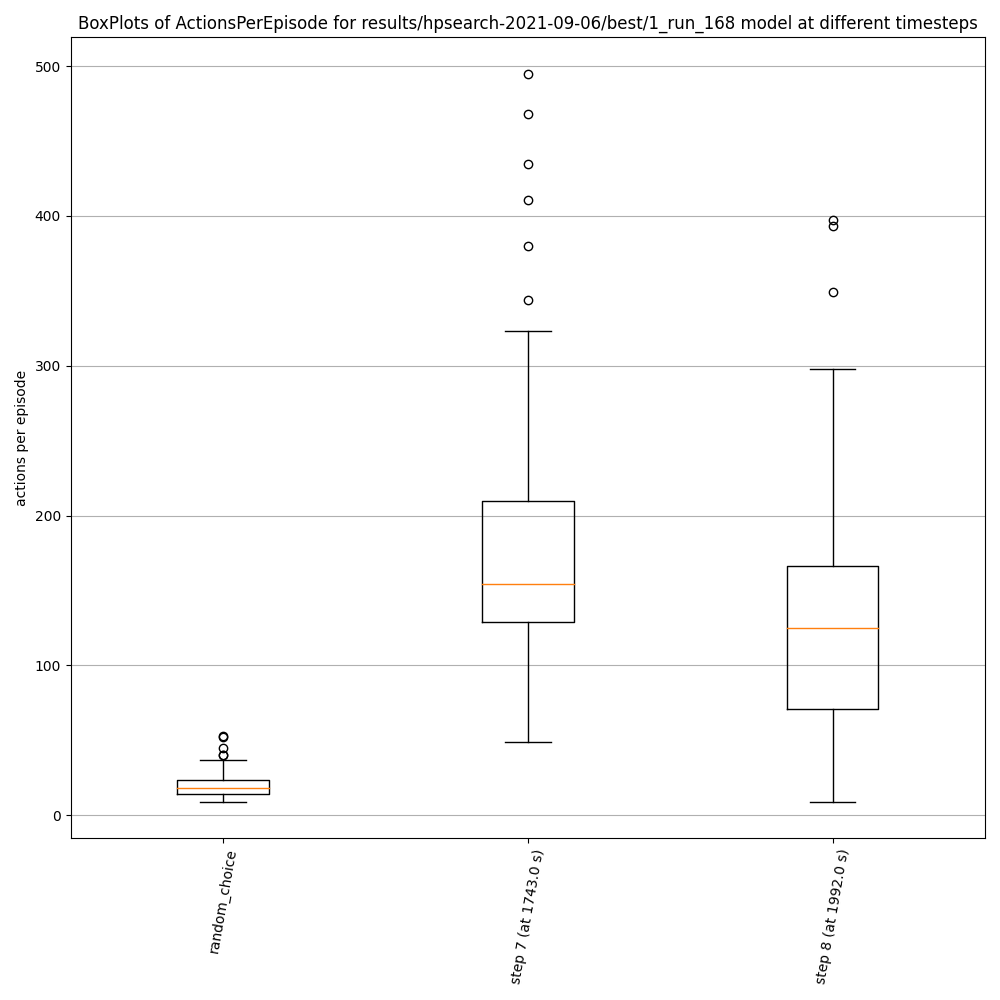 BoxPlots of ActionsPerEpisode for results/hpsearch-2021-09-06/best/1_run_168 model at different timesteps
500
400
300
200
100
0
actions per episode
random_choice
step 7 (at 1743.0 s)
step 8 (at 1992.0 s)